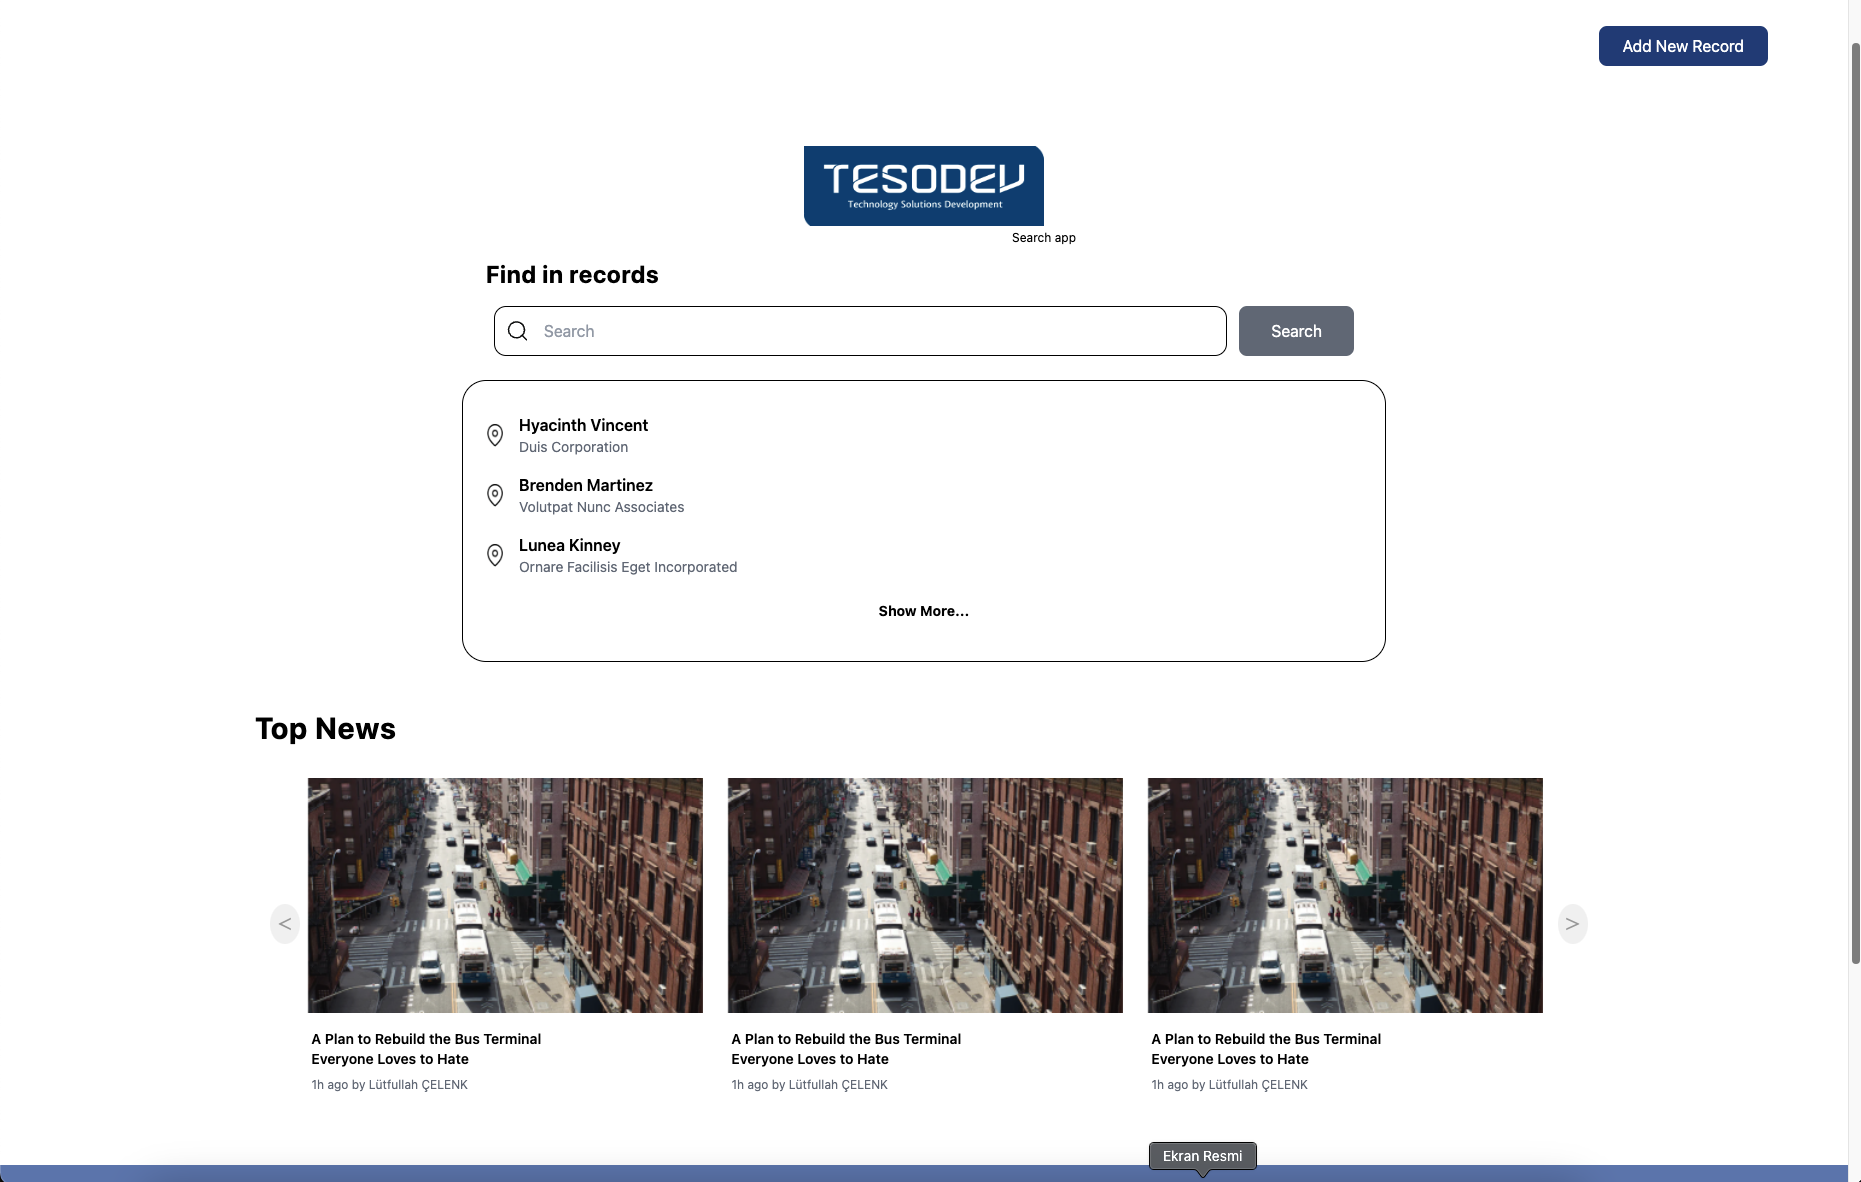 Add New Record
TESODEV
Technology Solutions Development
Search app
Find in records
Search
Search
Hyacinth Vincent
Duis Corporation
Brenden Martinez
Volutpat Nunc Associates
Lunea Kinney
Ornare Facilisis Eget Incorporated
Show More...
Top News
<
>
A Plan to Rebuild the Bus Terminal
Everyone Loves to Hate
1h ago by Lütfullah ÇELENK
A Plan to Rebuild the Bus Terminal
Everyone Loves to Hate
1h ago by Lütfullah ÇELENK
A Plan to Rebuild the Bus Terminal
Everyone Loves to Hate
1h ago by Lütfullah ÇELENK
Ekran Resmi